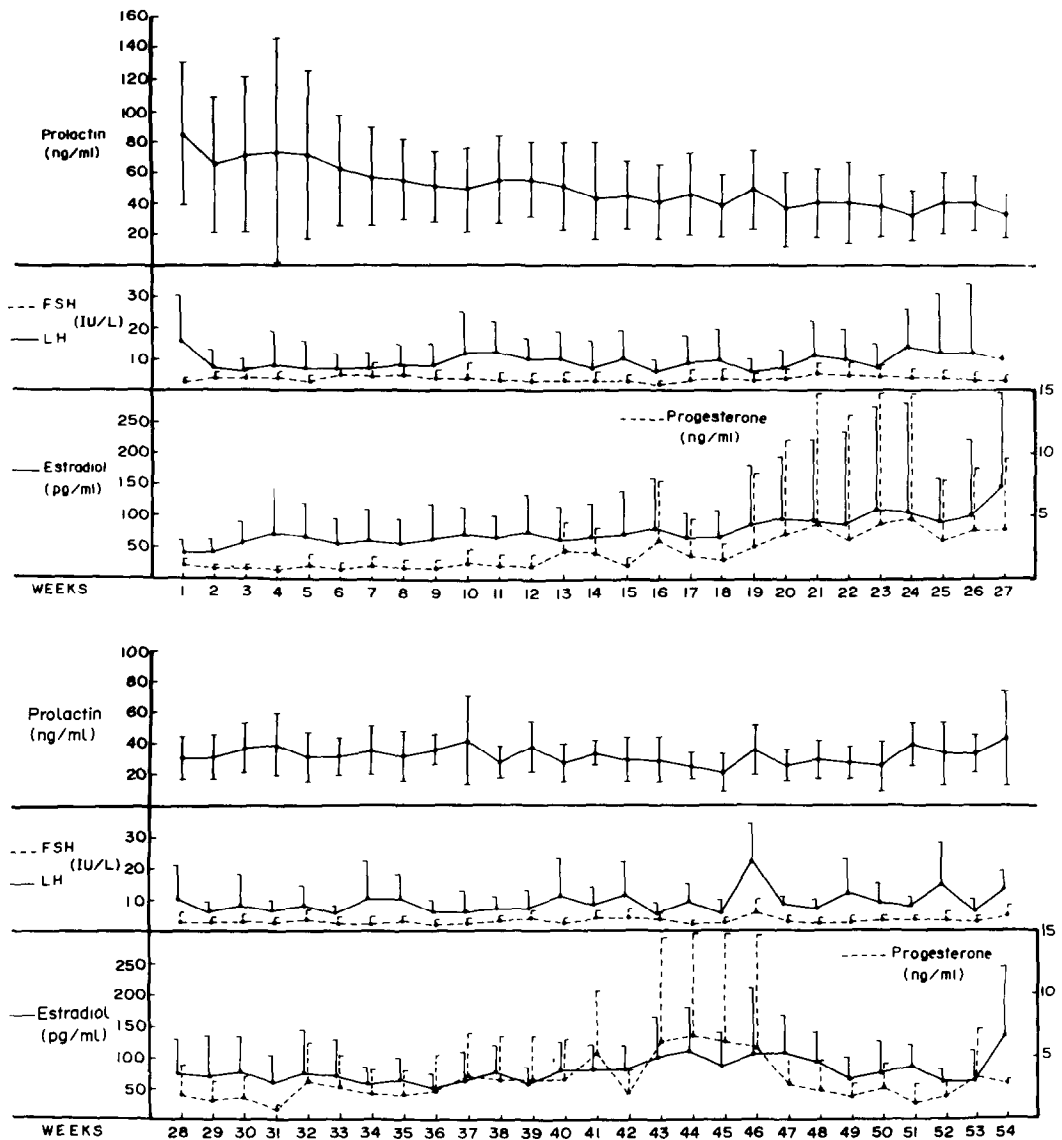 160
140
120
100
80
60
40
20
Prolactin
(ng/ml)
30
20
10
FSH
(IU/L)
LH
15
10
5
250
200
150
100
50
Progesterone
(ng/ml)
Estradiol
(pg/ml)
WEEKS 1 2 3 4 5 6 7 8 9 10 11 12 13 14 15 16 17 18 19 20 21 22 23 24 25 26 27
100
80
60
40
20
Prolactin
(ng/ml)
30
20
10
FSH
(IU/L)
LH
15
10
5
250
200
150
100
50
Progesterone
(ng/ml)
Estradiol
(pg/ml)
WEEKS 28 29 30 31 32 33 34 35 36 37 38 39 40 41 42 43 44 45 46 47 48 49 50 51 52 53 54